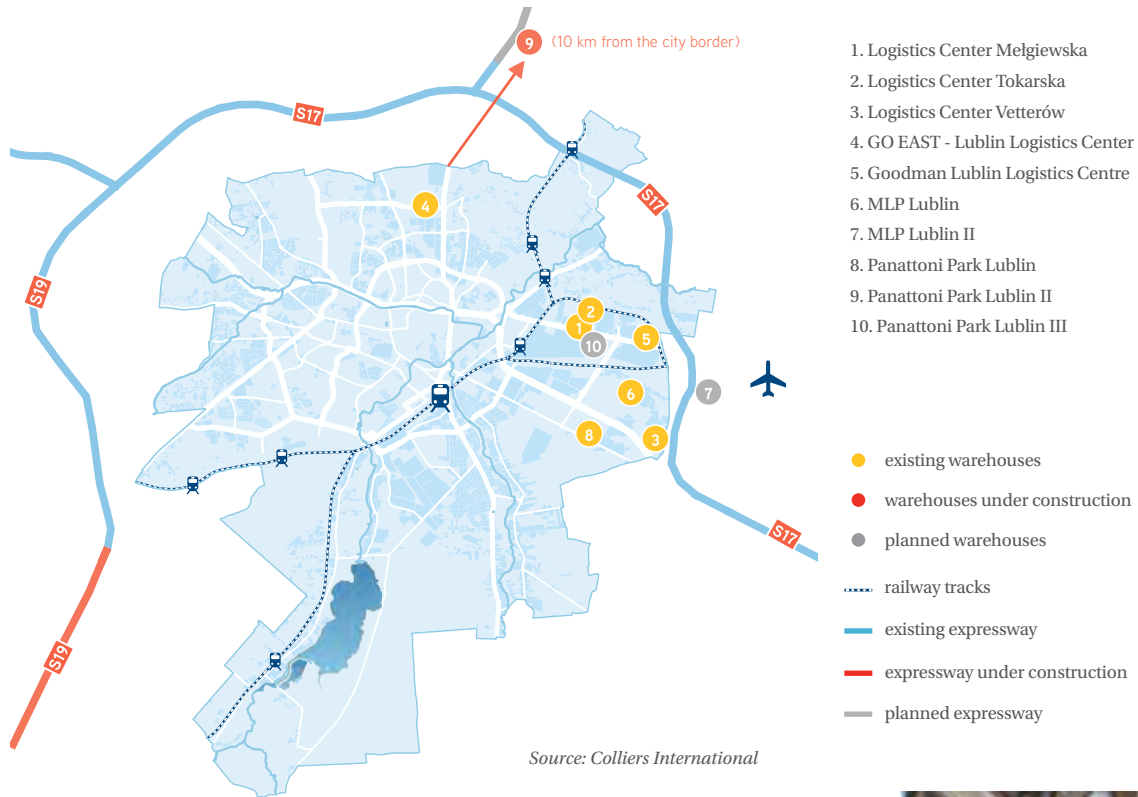 9 (10 km from the city border)
S17
4
S17
S19
2
1
5
10
6
7
8
3
S17
S19
1. Logistics Center Mełgiewska
2. Logistics Center Tokarska
3. Logistics Center Vetterów
4. GO EAST - Lublin Logistics Center
5. Goodman Lublin Logistics Centre
6. MLP Lublin
7. MLP Lublin II
8. Panattoni Park Lublin
9. Panattoni Park Lublin II
10. Panattoni Park Lublin III
existing warehouses
warehouses under construction
planned warehouses
railway tracks
existing expressway
expressway under construction
planned expressway
Source: Colliers International